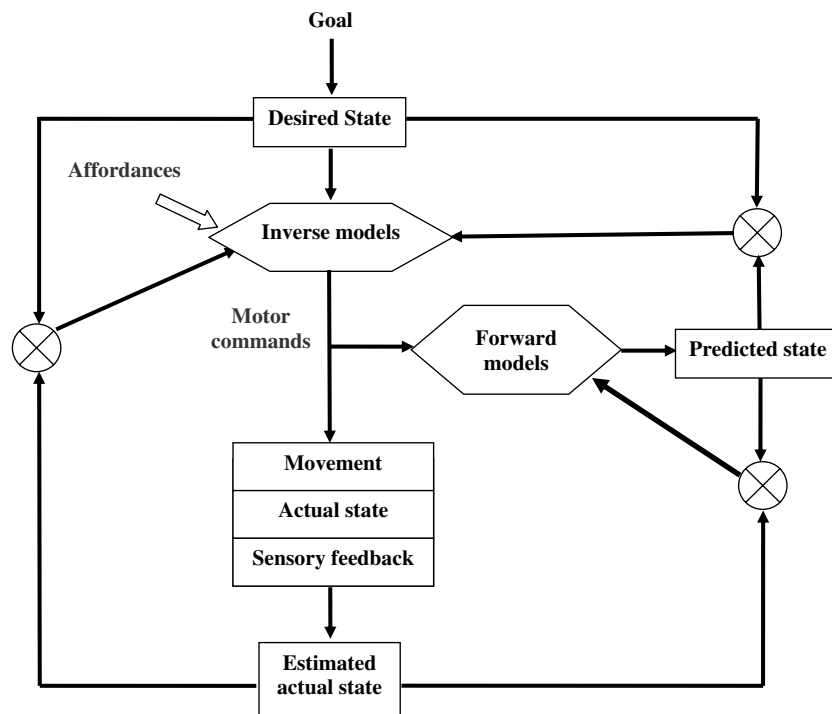 Goal
Desired State
Affordances
Inverse models
Motor
commands
Forward
models
Predicted state
Movement
Actual state
Sensory feedback
Estimated
actual state